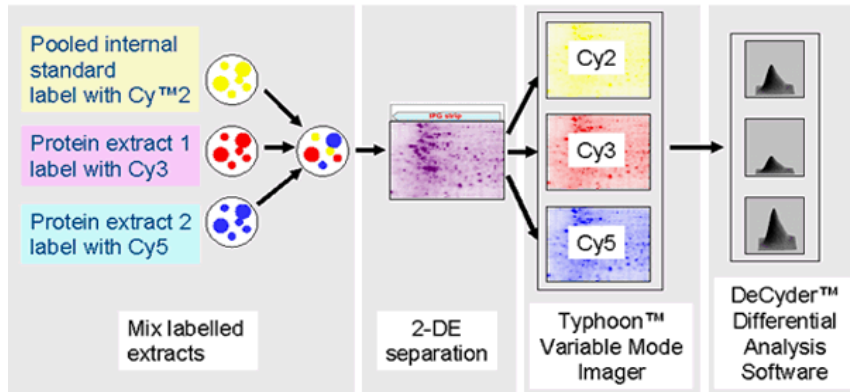 Pooled internal
standard
label with Cy™2
Protein extract 1
label with Cy3
Protein extract 2
label with Cy5
Mix labelled
extracts
IPG strip
2-DE
separation
Cy2
Cy3
Cy5
Typhoon™
Variable Mode
Imager
DeCyder™
Differential
Analysis
Software